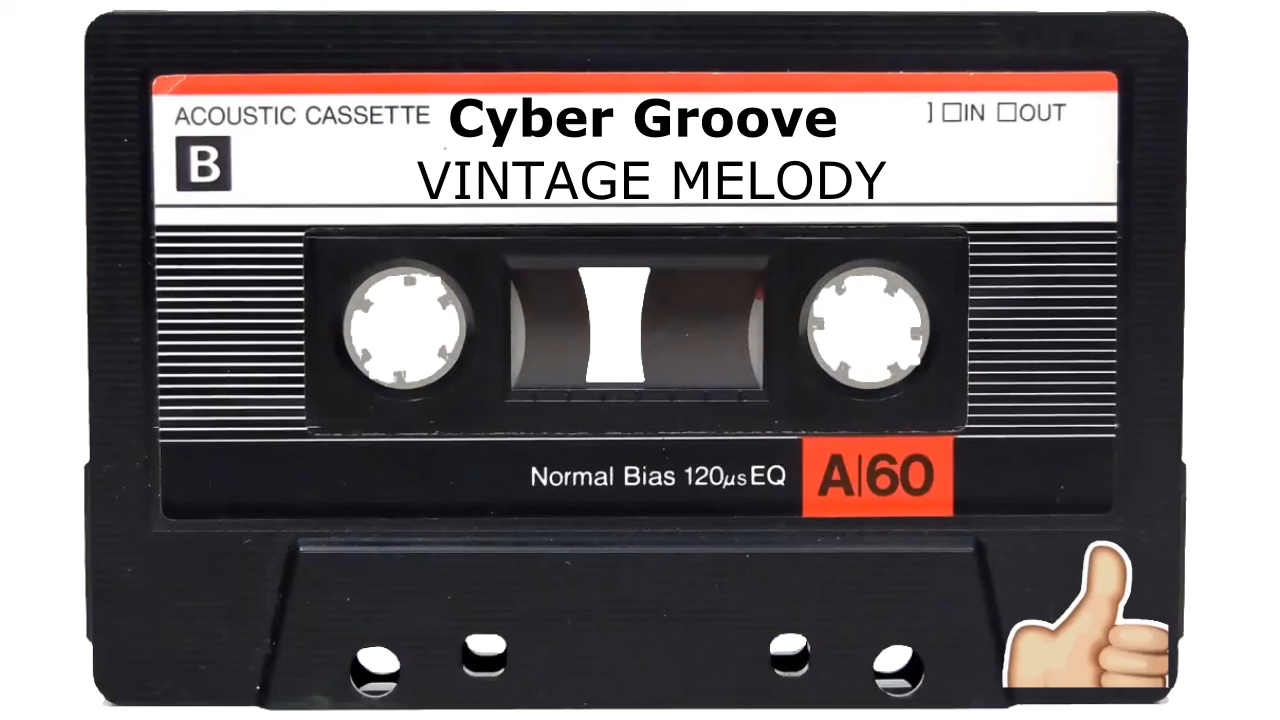 ACOUSTIC CASSETTE Cyber Groove ] ☐IN ☐OUT
B VINTAGE MELODY
Normal Bias 120µs EQ A|60